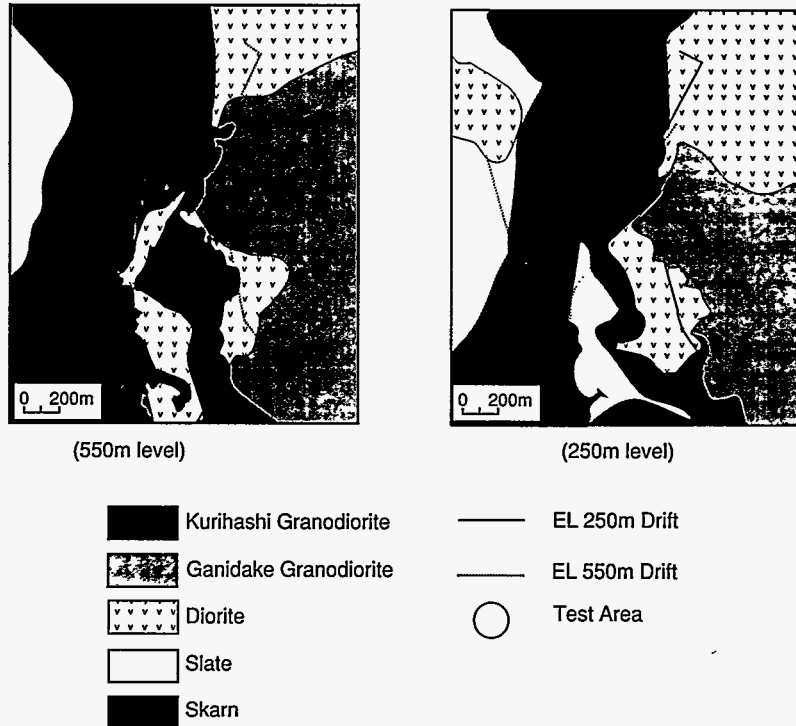 0 200m
0 200m
(550m level)
(250m level)
Kurihashi Granodiorite
Ganidake Granodiorite
Diorite
Slate
Skarn
EL 250m Drift
EL 550m Drift
Test Area